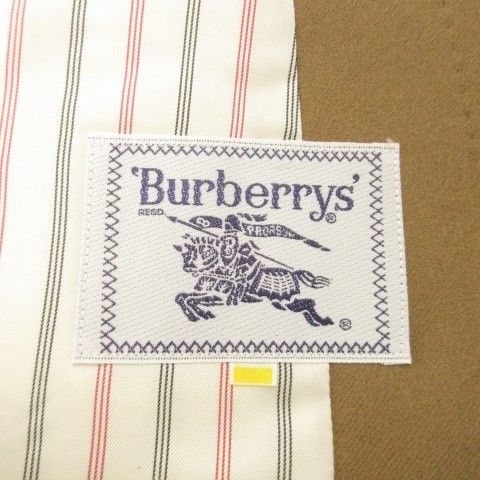 'Burberrys'
REGD. ®
PRORSUM
®